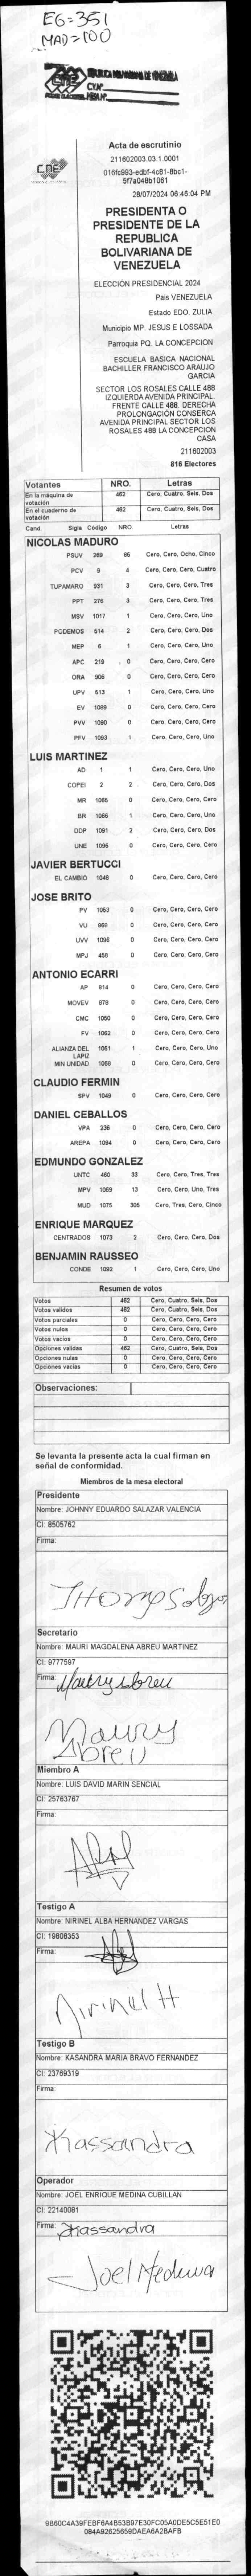 EG=351
MAD=100
CNE
PODER ELECTORAL
REPUBLICA BOLIVARIANA DE VENEZUELA
CNE
Acta de escrutinio
211602003.03.1.0001
016fc993-edbf-4c81-8bc1-
5f7a048b1061
28/07/2024 06:46:04 PM
PRESIDENTA O
PRESIDENTE DE LA
REPUBLICA
BOLIVARIANA DE
VENEZUELA
ELECCIÓN PRESIDENCIAL 2024
Pais VENEZUELA
Estado EDO. ZULIA
Municipio MP. JESUS E LOSSADA
Parroquia PQ. LA CONCEPCION
ESCUELA BASICA NACIONAL
BACHILLER FRANCISCO ARAUJO
GARCIA
SECTOR LOS ROSALES CALLE 488
IZQUIERDA AVENIDA PRINCIPAL.
FRENTE CALLE 488. DERECHA
PROLONGACIÓN CONSERCA
AVENIDA PRINCIPAL SECTOR LOS
ROSALES 488 LA CONCEPCION
CASA
211602003
816 Electores
Votantes NRO. Letras
En la máquina de votación 462 Cero, Cuatro, Seis, Dos
En el cuaderno de votación 462 Cero, Cuatro, Seis, Dos
Cand. Sigla Codigo NRO. Letras
NICOLAS MADURO
PSUV 269 85 Cero, Cero, Ocho, Cinco
PCV 9 4 Cero, Cero, Cero, Cuatro
TUPAMARO 931 3 Cero, Cero, Cero, Tres
PPT 276 3 Cero, Cero, Cero, Tres
MSV 1017 1 Cero, Cero, Cero, Uno
PODEMOS 514 2 Cero, Cero, Cero, Dos
MEP 6 1 Cero, Cero, Cero, Uno
APC 219 0 Cero, Cero, Cero, Cero
ORA 906 0 Cero, Cero, Cero, Cero
UPV 613 1 Cero, Cero, Cero, Uno
EV 1089 0 Cero, Cero, Cero, Cero
PVV 1090 0 Cero, Cero, Cero, Cero
PFV 1093 1 Cero, Cero, Cero, Uno
LUIS MARTINEZ
AD 1 1 Cero, Cero, Cero, Uno
COPEI 2 2 Cero, Cero, Cero, Dos
MR 1065 0 Cero, Cero, Cero, Cero
BR 1066 1 Cero, Cero, Cero, Uno
DDP 1091 2 Cero, Cero, Cero, Dos
UNE 1095 0 Cero, Cero, Cero, Cero
JAVIER BERTUCCI
EL CAMBIO 1048 0 Cero, Cero, Cero, Cero
JOSE BRITO
PV 1053 0 Cero, Cero, Cero, Cero
VU 868 0 Cero, Cero, Cero, Cero
UVV 1096 0 Cero, Cero, Cero, Cero
MPJ 458 0 Cero, Cero, Cero, Cero
ANTONIO ECARRI
AP 814 0 Cero, Cero, Cero, Cero
MOVEV 978 0 Cero, Cero, Cero, Cero
CMC 1050 0 Cero, Cero, Cero, Cero
FV 1062 0 Cero, Cero, Cero, Cero
ALIANZA DEL LAPIZ 1051 1 Cero, Cero, Cero, Uno
MIN UNIDAD 1068 0 Cero, Cero, Cero, Cero
CLAUDIO FERMIN
SPV 1049 0 Cero, Cero, Cero, Cero
DANIEL CEBALLOS
VPA 236 0 Cero, Cero, Cero, Cero
AREPA 1094 0 Cero, Cero, Cero, Cero
EDMUNDO GONZALEZ
UNTC 460 33 Cero, Cero, Tres, Tres
MPV 1069 13 Cero, Cero, Uno, Tres
MUD 1075 305 Cero, Tres, Cero, Cinco
ENRIQUE MARQUEZ
CENTRADOS 1073 2 Cero, Cero, Cero, Dos
BENJAMIN RAUSSEO
CONDE 1092 1 Cero, Cero, Cero, Uno
Resumen de votos
Votos 462 Cero, Cuatro, Seis, Dos
Votos validos 462 Cero, Cuatro, Seis, Dos
Votos parciales 0 Cero, Cero, Cero, Cero
Votos nulos 0 Cero, Cero, Cero, Cero
Votos vacios 0 Cero, Cero, Cero, Cero
Opciones validas 462 Cero, Cuatro, Seis, Dos
Opciones nulas 0 Cero, Cero, Cero, Cero
Opciones vacias 0 Cero, Cero, Cero, Cero
Observaciones:
Se levanta la presente acta la cual firman en
señal de conformidad.
Miembros de la mesa electoral
Presidente
Nombre: JOHNNY EDUARDO SALAZAR VALENCIA
CI: 8505762
Firma:
Secretario
Nombre: MAURI MAGDALENA ABREU MARTINEZ
CI: 9777597
Firma: Maury Abreu
Maury
Abreu
Miembro A
Nombre: LUIS DAVID MARIN SENCIAL
CI: 25763767
Firma:
Testigo A
Nombre: NIRINEL ALBA HERNANDEZ VARGAS
CI: 19808353
Firma:
Nirinel H
Testigo B
Nombre: KASANDRA MARIA BRAVO FERNANDEZ
CI: 23769319
Firma:
Kassandra
Operador
Nombre: JOEL ENRIQUE MEDINA CUBILLAN
CI: 22140081
Firma: Kassandra
Joel Medina
9B60C4A39FEBF6A4B53B97E30FC05A0DE5C5E51E0
084A92625659DAEA6A2BAFB